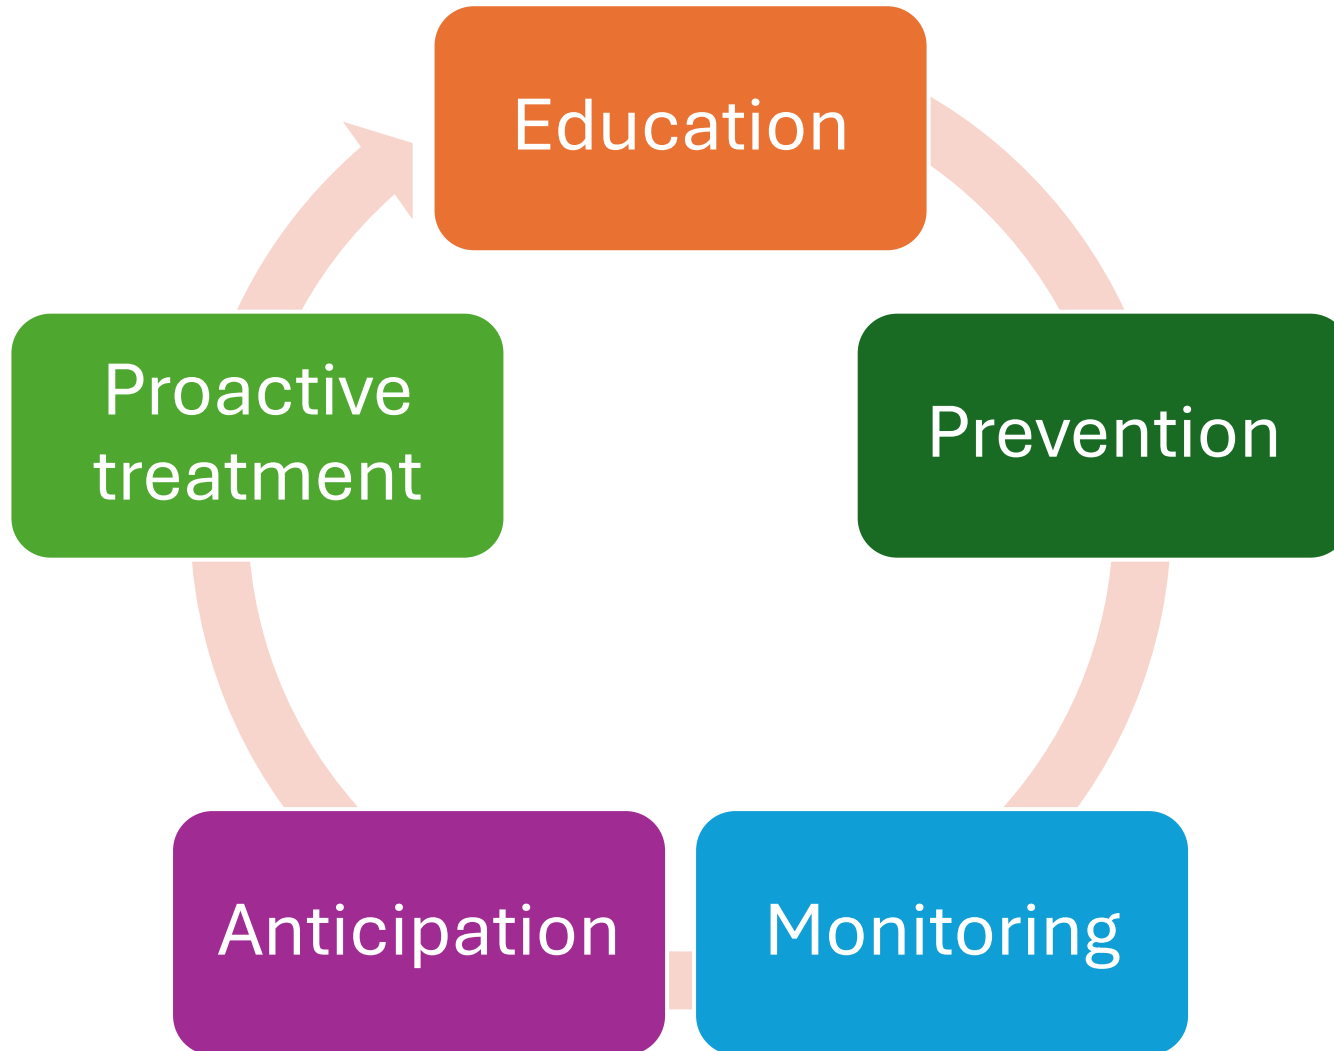 Education
Prevention
Monitoring
Anticipation
Proactive
treatment